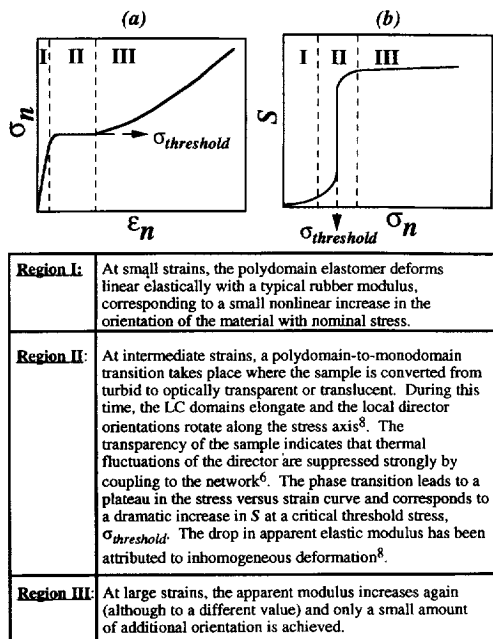 (a)
(b)
I II III
I II III
σn
σthreshold
εn
S
σthreshold
σn
Region I:
At small strains, the polydomain elastomer deforms
linear elastically with a typical rubber modulus,
corresponding to a small nonlinear increase in the
orientation of the material with nominal stress.
Region II:
At intermediate strains, a polydomain-to-monodomain
transition takes place where the sample is converted from
turbid to optically transparent or translucent. During this
time, the LC domains elongate and the local director
orientations rotate along the stress axis8. The
transparency of the sample indicates that thermal
fluctuations of the director are suppressed strongly by
coupling to the network6. The phase transition leads to a
plateau in the stress versus strain curve and corresponds to
a dramatic increase in S at a critical threshold stress,
σthreshold. The drop in apparent elastic modulus has been
attributed to inhomogeneous deformation8.
Region III:
At large strains, the apparent modulus increases again
(although to a different value) and only a small amount
of additional orientation is achieved.